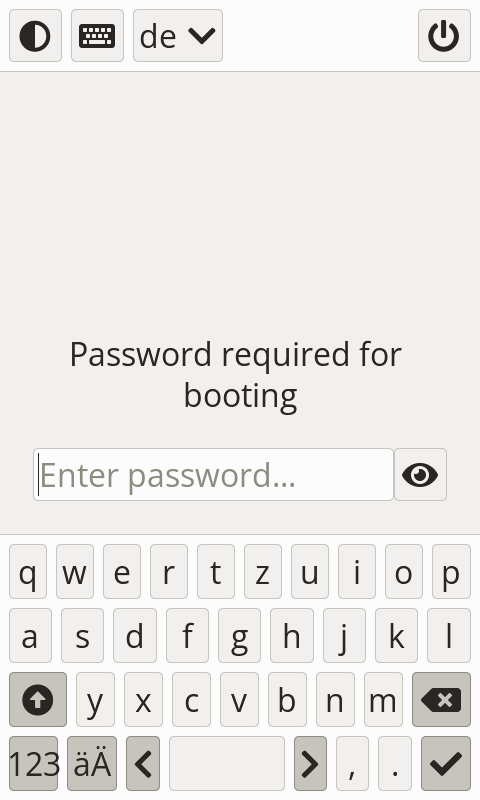 de
Password required for
booting
Enter password...
q w e r t z u i o p
a s d f g h j k l
y x c v b n m
123 äÄ , .